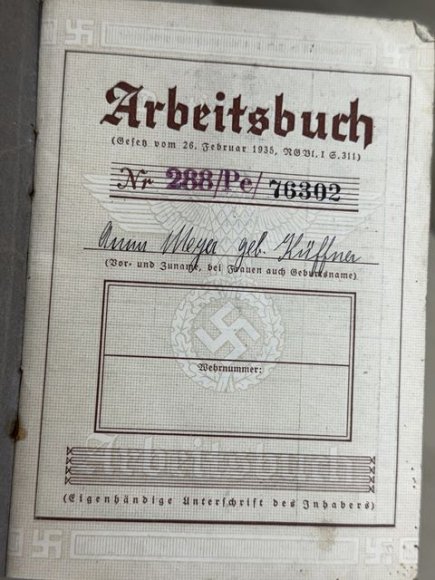 Arbeitsbuch
(Gesetz vom 26. Februar 1935, RGBl. I S. 311)
Nr 288/Pe/ 76302
Anna Meyer geb. Küffner
(Vor- und Zuname, bei Frauen auch Geburtsname)
Wehrnummer:
Arbeitsbuch
(Eigenhändige Unterschrift des Inhabers)